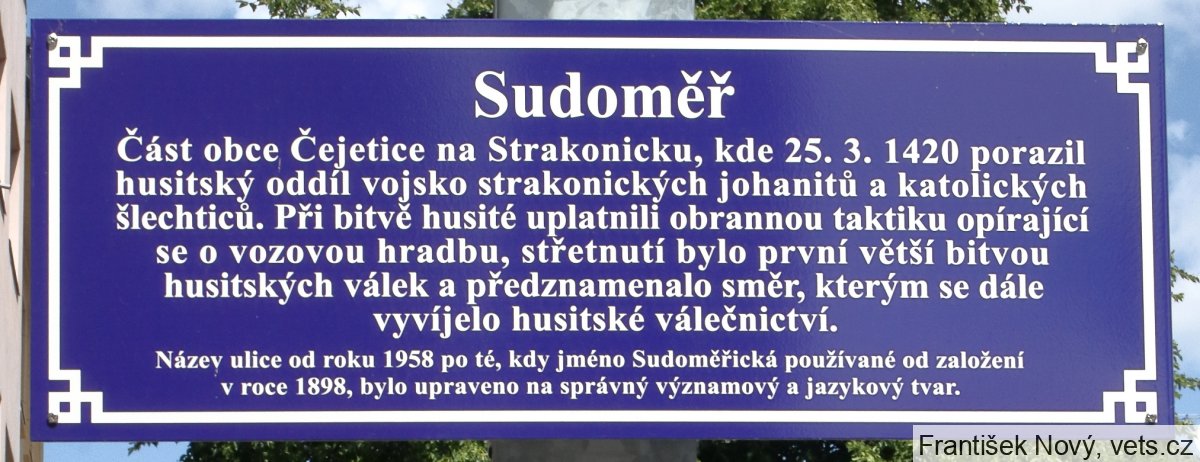 Sudoměř
Část obce Čejetice na Strakonicku, kde 25. 3. 1420 porazil
husitský oddíl vojsko strakonických johanitů a katolických
šlechticů. Při bitvě husité uplatnili obrannou taktiku opírající
se o vozovou hradbu, střetnutí bylo první větší bitvou
husitských válek a předznamenalo směr, kterým se dále
vyvíjelo husitské válečnictví.
Název ulice od roku 1958 po té, kdy jméno Sudoměřická používané od založení
v roce 1898, bylo upraveno na správný významový a jazykový tvar.
František Nový, vets.cz